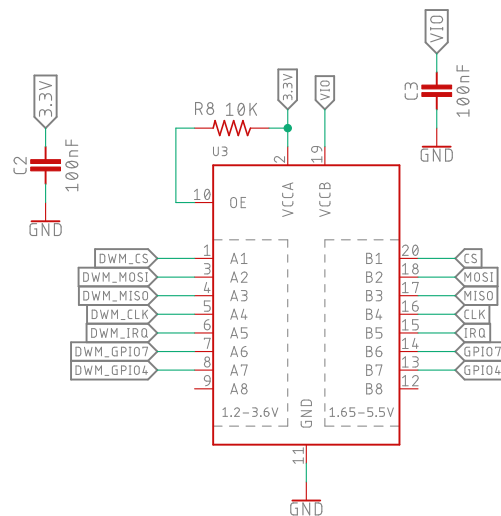 VIO
3.3V
C2
100nF
GND
R8 10K
3.3V
VIO
C3
100nF
GND
U3
2
19
VCCA
VCCB
10
OE
DWM_CS 1 A1
DWM_MOSI 3 A2
DWM_MISO 4 A3
DWM_CLK 5 A4
DWM_IRQ 6 A5
DWM_GPIO7 7 A6
DWM_GPIO4 8 A7
9 A8
B1 20 CS
B2 18 MOSI
B3 17 MISO
B4 16 CLK
B5 15 IRQ
B6 14 GPIO7
B7 13 GPIO4
B8 12
1.2-3.6V
GND
1.65-5.5V
11
GND